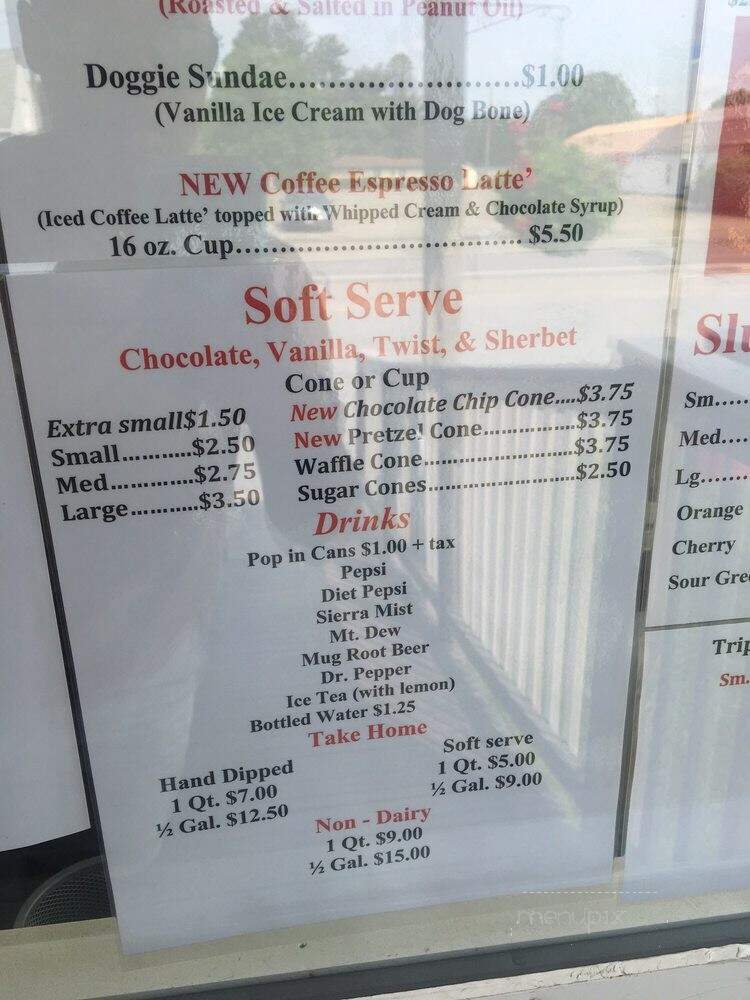 (Roasted & Salted in Peanut Oil)
Doggie Sundae........................$1.00
(Vanilla Ice Cream with Dog Bone)
NEW Coffee Espresso Latte'
(Iced Coffee Latte' topped with Whipped Cream & Chocolate Syrup)
16 oz. Cup.................................. $5.50
Soft Serve
Chocolate, Vanilla, Twist, & Sherbet
Cone or Cup
Extra small$1.50
Small...........$2.50
Med.............$2.75
Large...........$3.50
New Chocolate Chip Cone....$3.75
New Pretzel Cone...............$3.75
Waffle Cone........................$3.75
Sugar Cones........................$2.50
Drinks
Pop in Cans $1.00 + tax
Pepsi
Diet Pepsi
Sierra Mist
Mt. Dew
Mug Root Beer
Dr. Pepper
Ice Tea (with lemon)
Bottled Water $1.25
Take Home
Hand Dipped
1 Qt. $7.00
½ Gal. $12.50
Soft serve
1 Qt. $5.00
½ Gal. $9.00
Non - Dairy
1 Qt. $9.00
½ Gal. $15.00
Sm.....
Med....
Lg.......
Orange
Cherry
Sour
Sm.
menupix